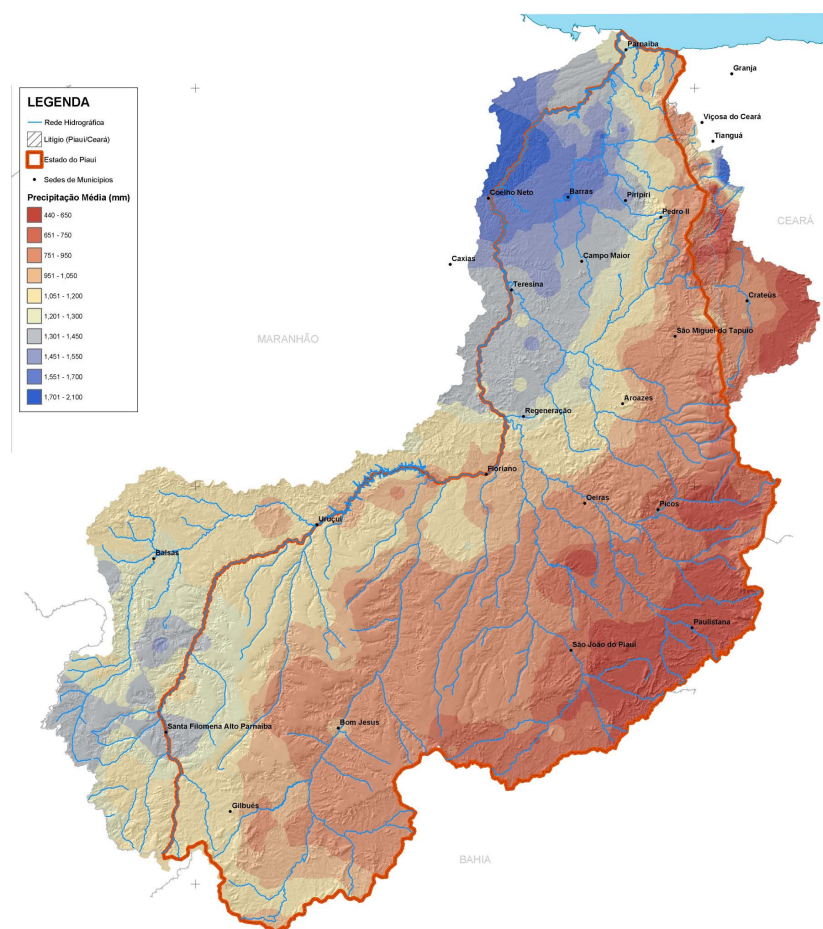 LEGENDA
Rede Hidrográfica
Litígio (Piauí/Ceará)
Estado do Piauí
Sedes de Municípios
Precipitação Média (mm)
440 - 650
651 - 750
751 - 950
951 - 1,050
1,051 - 1,200
1,201 - 1,300
1,301 - 1,450
1,451 - 1,550
1,551 - 1,700
1,701 - 2,100
Parnaíba
Granja
Viçosa do Ceará
Tianguá
Coelho Neto
Barras
Piripiri
Pedro II
CEARÁ
Caxias
Campo Maior
Teresina
Crateús
MARANHÃO
São Miguel do Tapuio
Aroazes
Regeneração
Floriano
Oeiras
Picos
Uruçuí
Balsas
Paulistana
São João do Piauí
Santa Filomena Alto Parnaíba
Bom Jesus
Gilbués
BAHIA